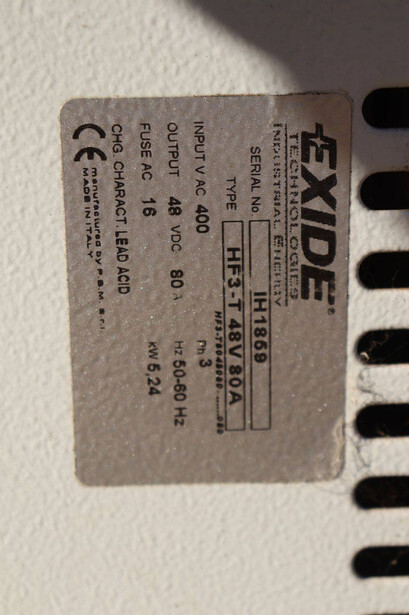 EXIDE®
TECHNOLOGIES
INDUSTRIAL ENERGY
SERIAL No IH1859
TYPE HF3-T 48V 80A
INPUT V AC 400 Ph 3
OUTPUT 48 VDC 80 A Hz 50-60 Hz
FUSE AC 16 kW 5,24
CHG. CHARACT. LEAD ACID
CE manufactured by P.B.M. s.r.l.
MADE IN ITALY